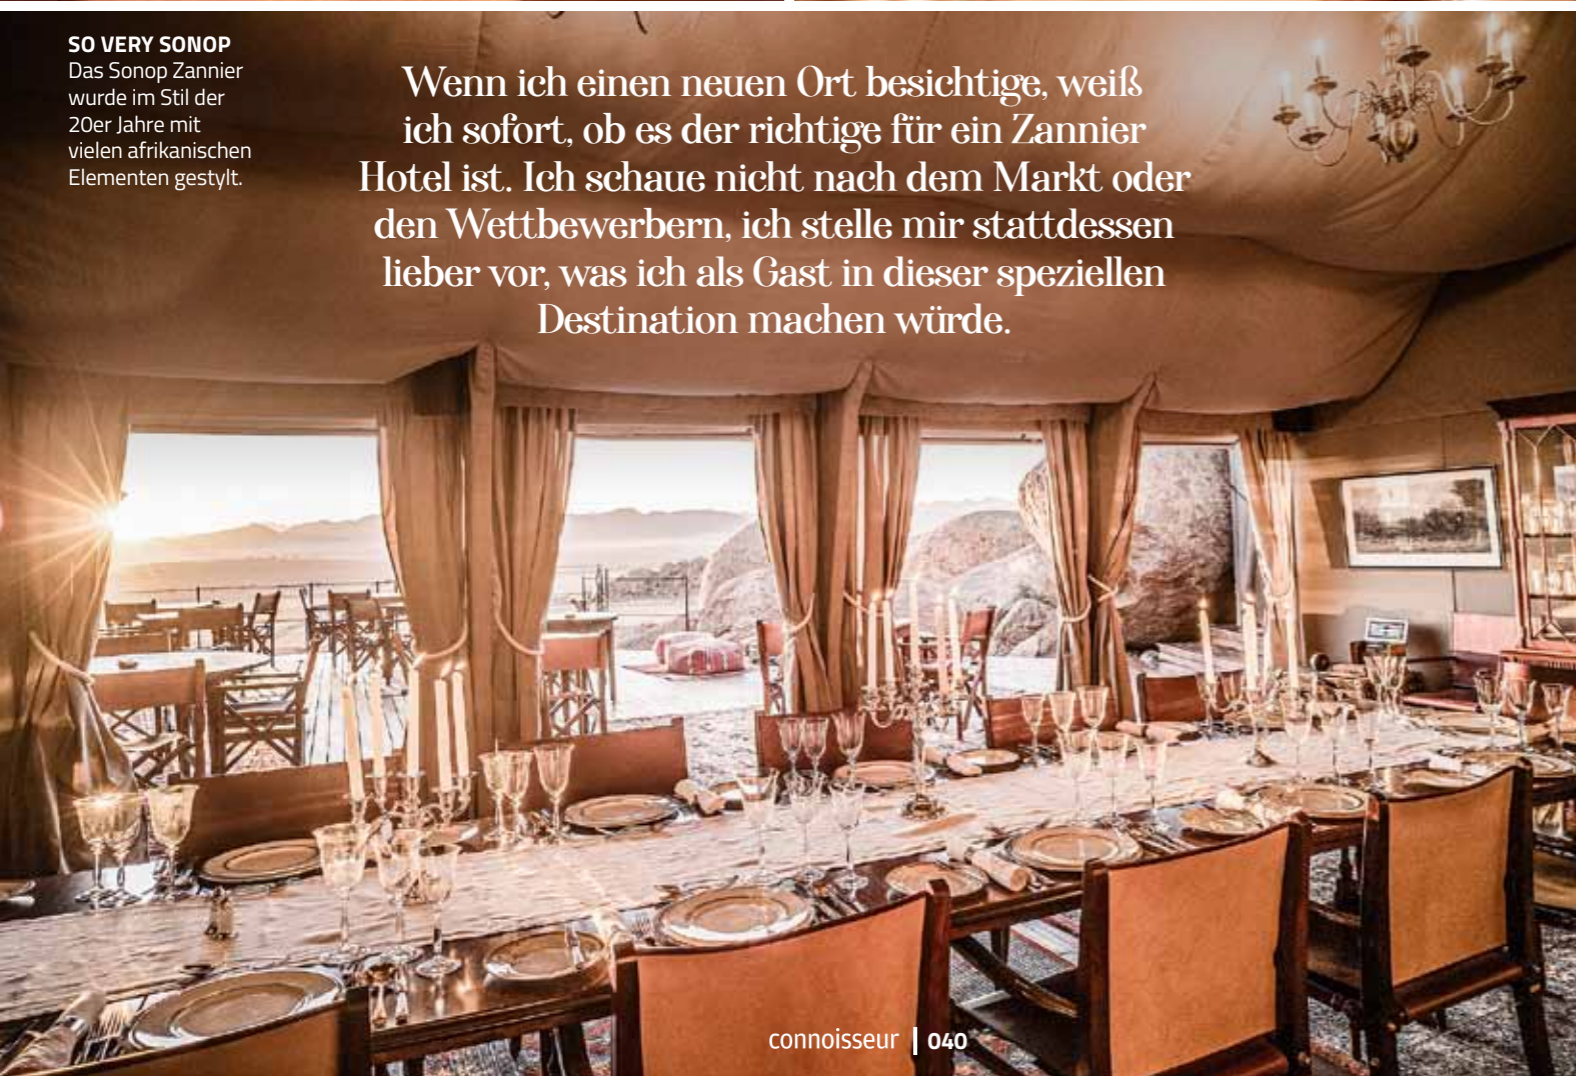 SO VERY SONOP
Das Sonop Zannier
wurde im Stil der
20er Jahre mit
vielen afrikanischen
Elementen gestylt.
Wenn ich einen neuen Ort besichtige, weiß
ich sofort, ob es der richtige für ein Zannier
Hotel ist. Ich schaue nicht nach dem Markt oder
den Wettbewerbern, ich stelle mir stattdessen
lieber vor, was ich als Gast in dieser speziellen
Destination machen würde.
connoisseur | 040